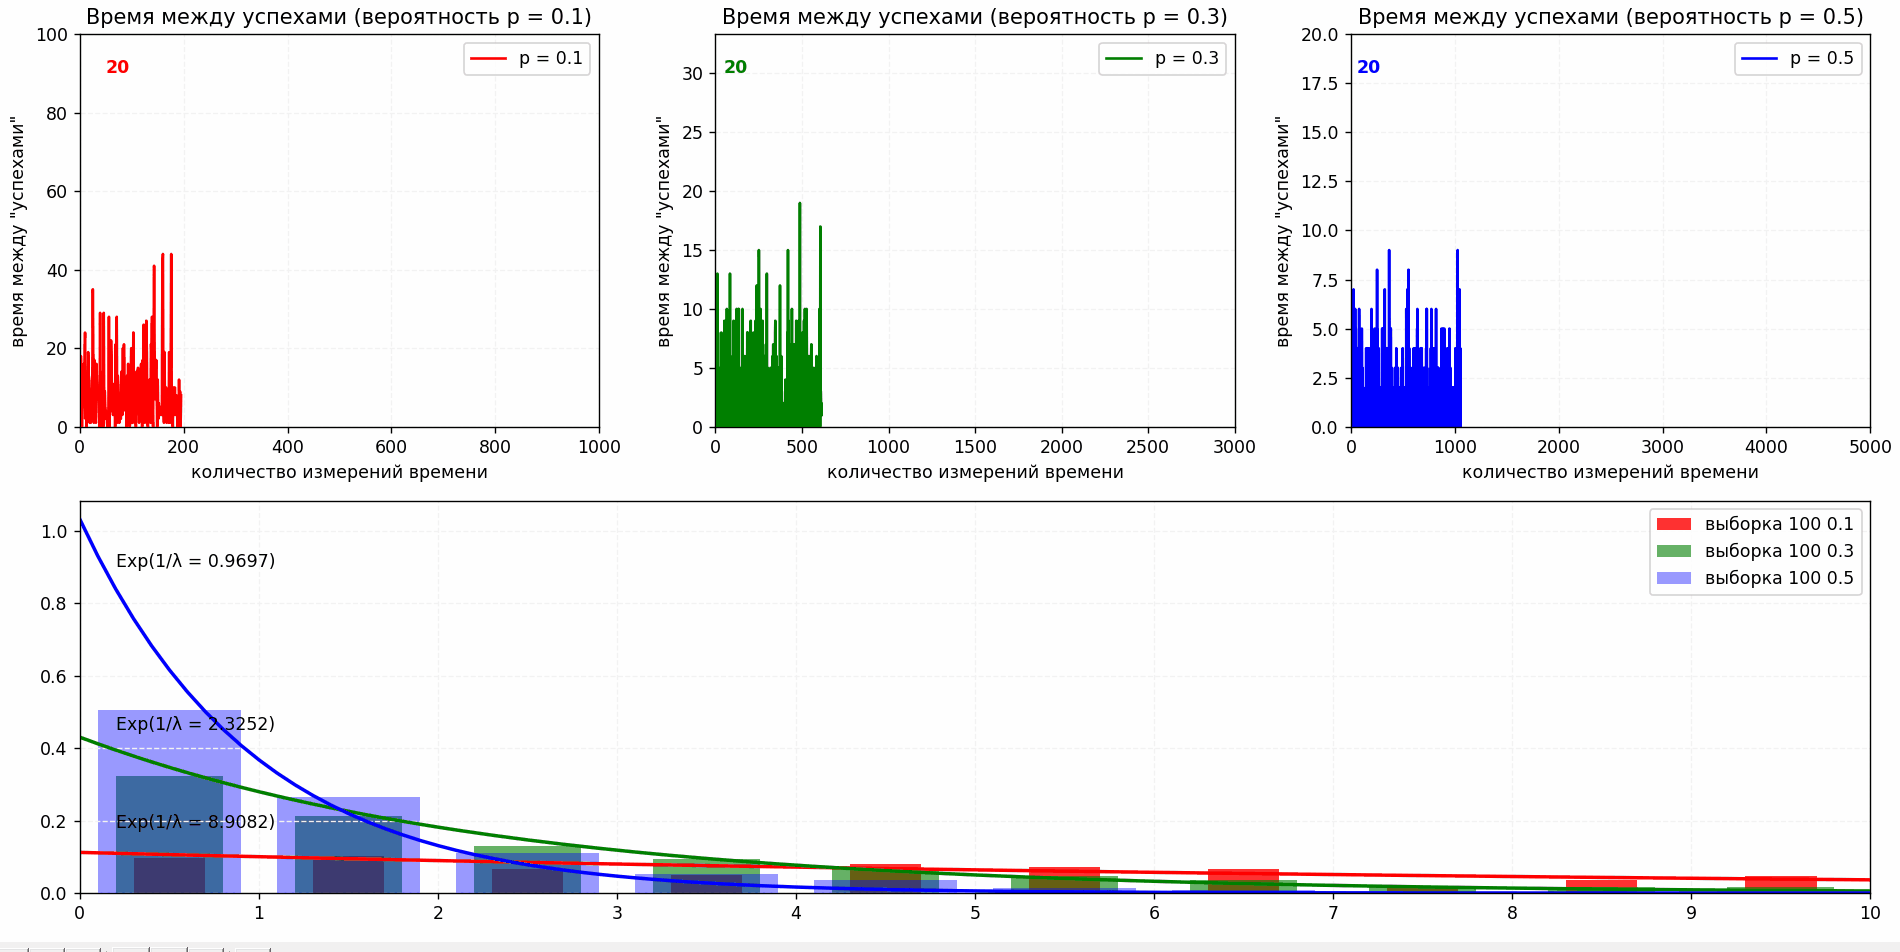 Время между успехами (вероятность p = 0.1)
100
80
60
40
20
0
0 200 400 600 800 1000
время между "успехами"
количество измерений времени
20
p = 0.1
Время между успехами (вероятность p = 0.3)
30
25
20
15
10
5
0
0 500 1000 1500 2000 2500 3000
время между "успехами"
количество измерений времени
20
p = 0.3
Время между успехами (вероятность p = 0.5)
20.0
17.5
15.0
12.5
10.0
7.5
5.0
2.5
0.0
0 1000 2000 3000 4000 5000
время между "успехами"
количество измерений времени
20
p = 0.5
1.0
0.8
0.6
0.4
0.2
0.0
0 1 2 3 4 5 6 7 8 9 10
Exp(1/λ = 0.9697)
Exp(1/λ = 2.3252)
Exp(1/λ = 8.9082)
выборка 100 0.1
выборка 100 0.3
выборка 100 0.5